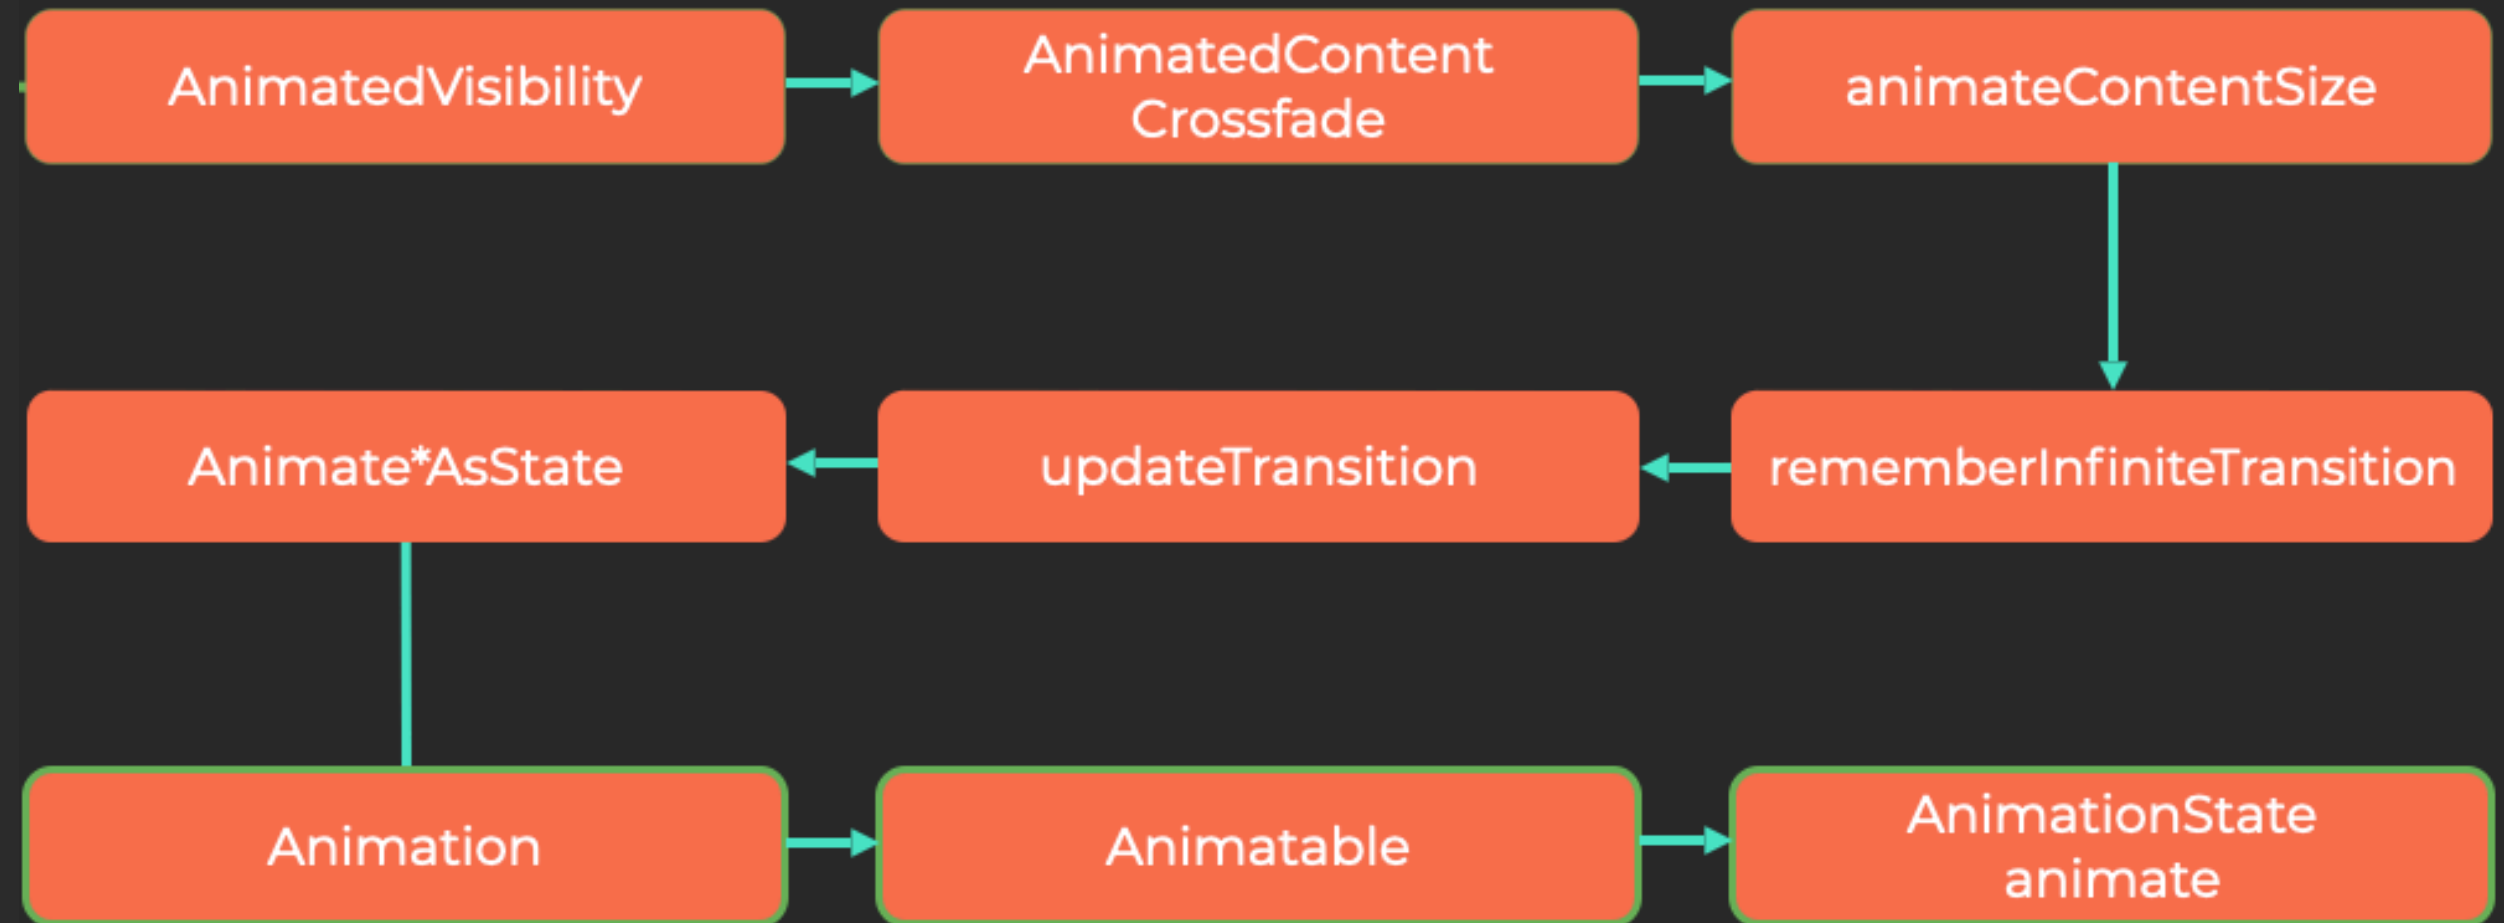 AnimatedVisibility
AnimatedContent
Crossfade
animateContentSize
Animate*AsState
updateTransition
rememberInfiniteTransition
Animation
Animatable
AnimationState
animate